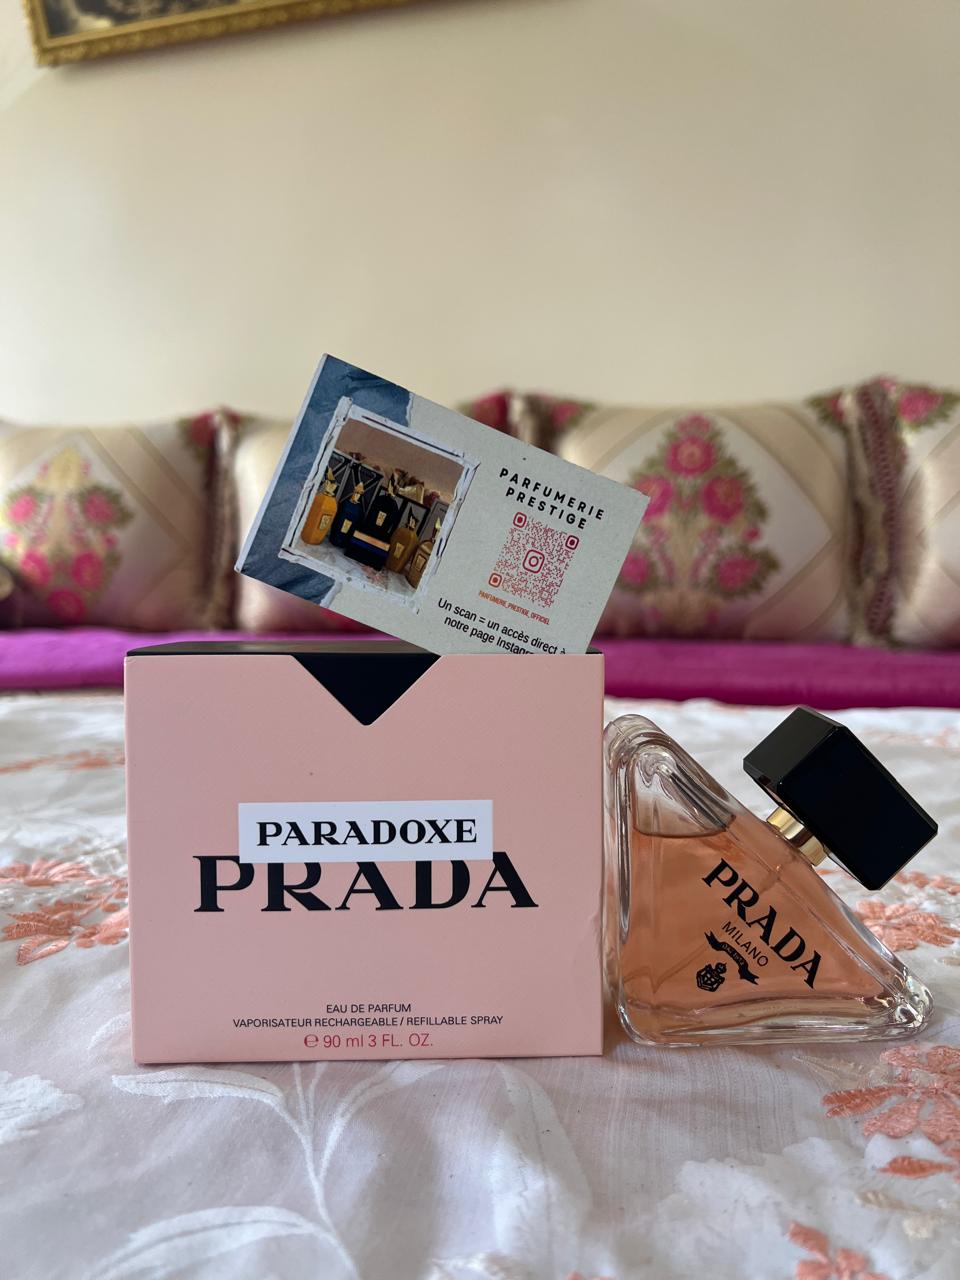 PARFUMERIE
PRESTIGE
PARFUMERIE_PRESTIGE_OFFICIEL
Un scan = un accès direct à
notre page
PARADOXE
PRADA
EAU DE PARFUM
VAPORISATEUR RECHARGEABLE / REFILLABLE SPRAY
℮ 90 ml 3 FL. OZ.
PRADA
MILANO